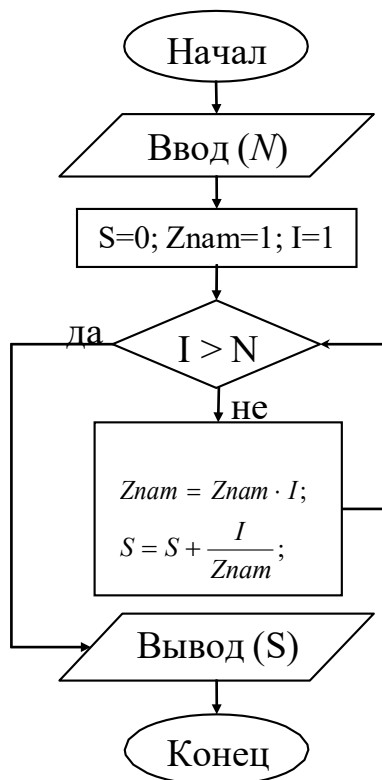 Начал
Ввод (N)
S=0; Znam=1; I=1
да
I > N
не
Znam = Znam · I;
S = S + I/Znam;
Вывод (S)
Конец